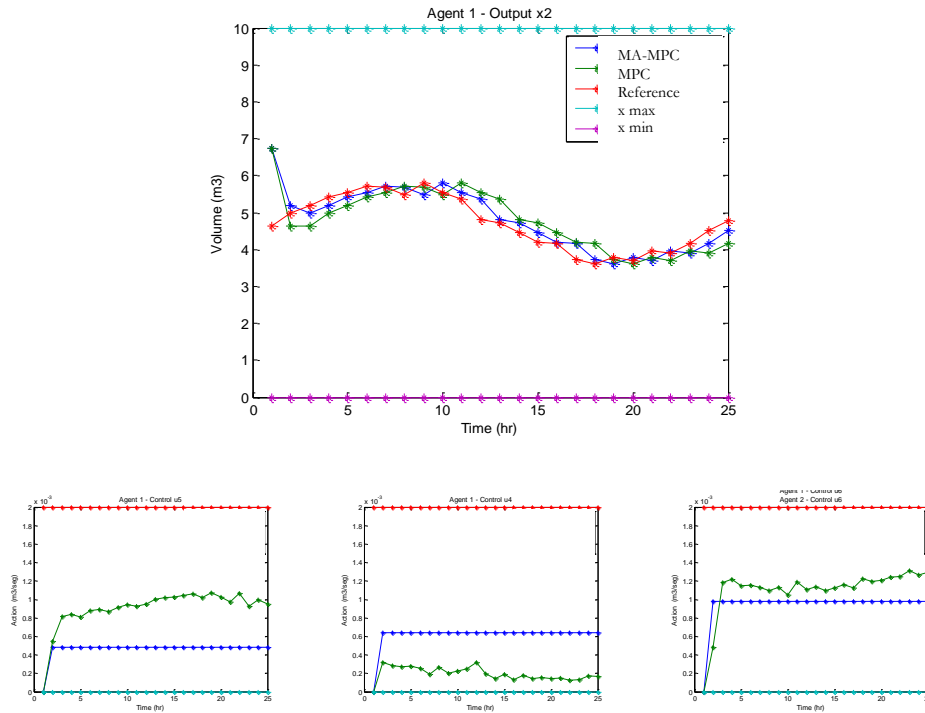 Agent 1 - Output x2
10
9
8
7
6
5
4
3
2
1
0
Volume (m3)
MA-MPC
MPC
Reference
x max
x min
0 5 10 15 20 25
Time (hr)
x 10-3
Agent 1 - Control u5
2
1.8
1.6
1.4
1.2
1
0.8
0.6
0.4
0.2
0
Action (m3/seg)
0 5 10 15 20 25
Time (hr)
x 10-3
Agent 1 - Control u4
2
1.8
1.6
1.4
1.2
1
0.8
0.6
0.4
0.2
0
Action (m3/seg)
0 5 10 15 20 25
Time (hr)
Agent 1 - Control u6
x 10-3
Agent 2 - Control u6
2
1.8
1.6
1.4
1.2
1
0.8
0.6
0.4
0.2
0
Action (m3/seg)
0 5 10 15 20 25
Time (hr)